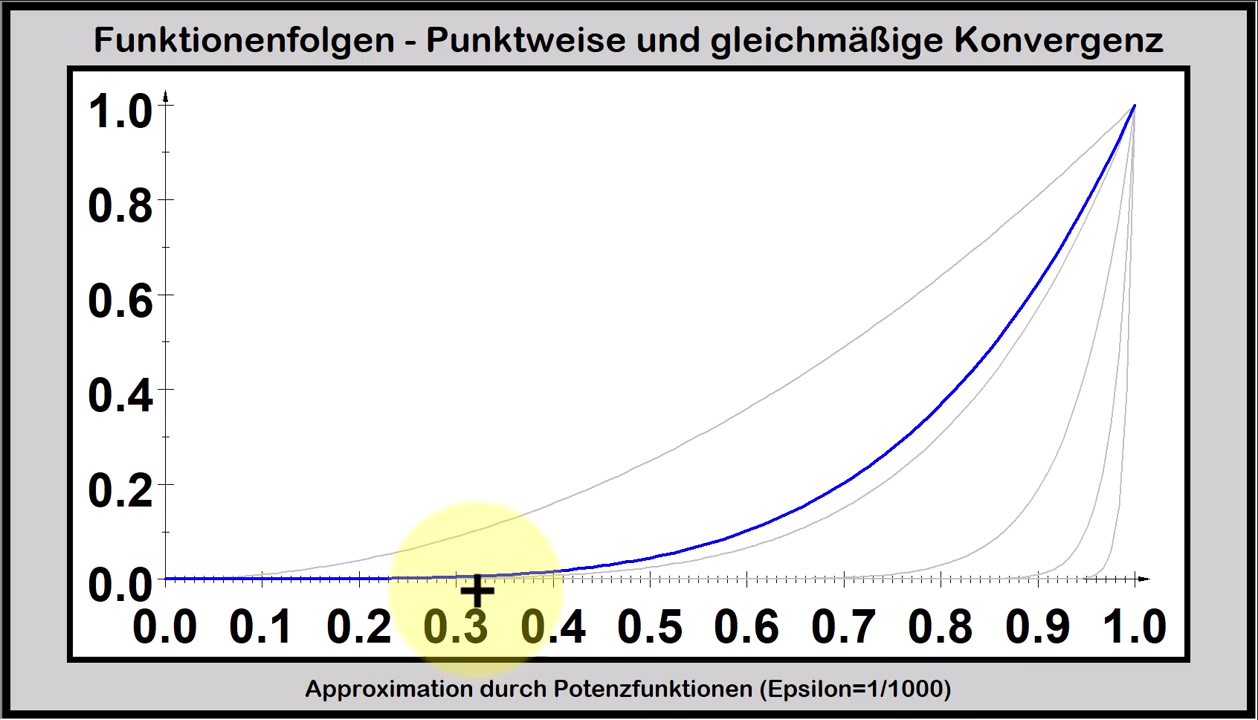 Funktionenfolgen - Punktweise und gleichmäßige Konvergenz
1.0
0.8
0.6
0.4
0.2
0.0
0.0 0.1 0.2 0.3 0.4 0.5 0.6 0.7 0.8 0.9 1.0
Approximation durch Potenzfunktionen (Epsilon=1/1000)